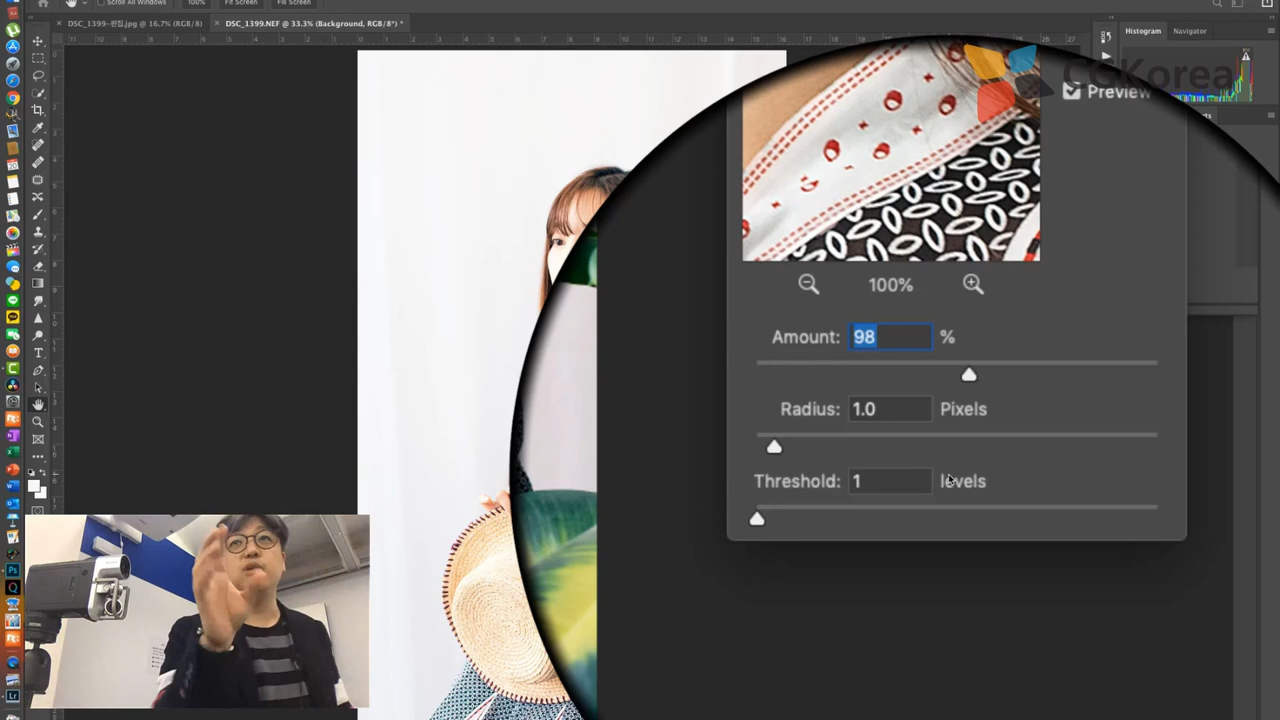 Scroll All Windows
100%
Fit Screen
Fill Screen
DSC_1399-편집.jpg @ 16.7% (RGB/8)
DSC_1399.NEF @ 33.3% (Background, RGB/8*) *
Histogram
Navigator
CGKorea
Preview
100%
Amount: 98 %
Radius: 1.0 Pixels
Threshold: 1 levels